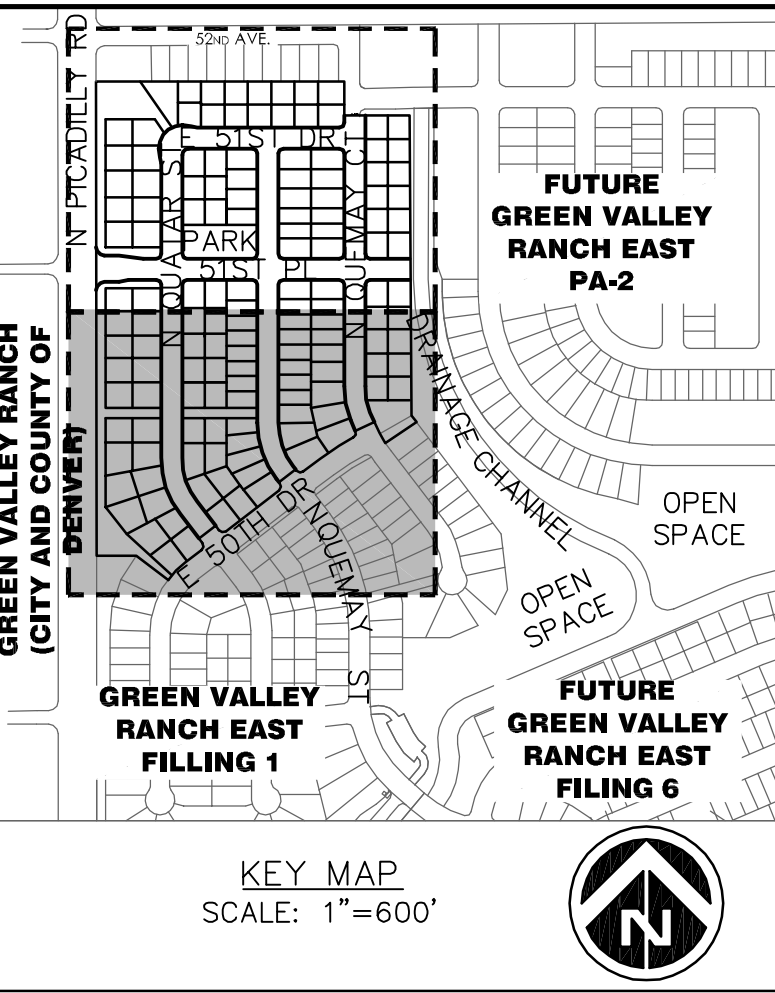 52ND AVE.
N PICADILLY RD
E 51ST DR
N QUATAR ST
N QUEMAY CT
PARK
51ST PL
FUTURE
GREEN VALLEY
RANCH EAST
PA-2
GREEN VALLEY RANCH
(CITY AND COUNTY OF
DENVER)
DRAINAGE CHANNEL
OPEN
SPACE
E 50TH DR
NQUEMAY ST
OPEN
SPACE
GREEN VALLEY
RANCH EAST
FILLING 1
FUTURE
GREEN VALLEY
RANCH EAST
FILING 6
KEY MAP
SCALE: 1"=600'
N